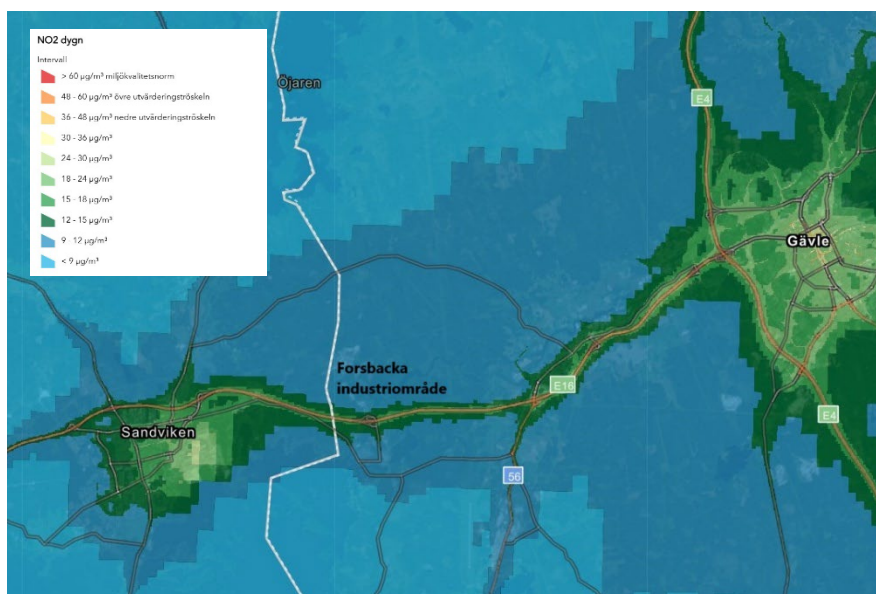 NO2 dygn
Intervall
> 60 µg/m³ miljökvalitetsnorm
48 - 60 µg/m³ övre utvärderingströskeln
36 - 48 µg/m³ nedre utvärderingströskeln
30 - 36 µg/m³
24 - 30 µg/m³
18 - 24 µg/m³
15 - 18 µg/m³
12 - 15 µg/m³
9 - 12 µg/m³
< 9 µg/m³
Öjaren
E4
Gävle
Forsbacka
industriområde
E16
E4
Sandviken
56